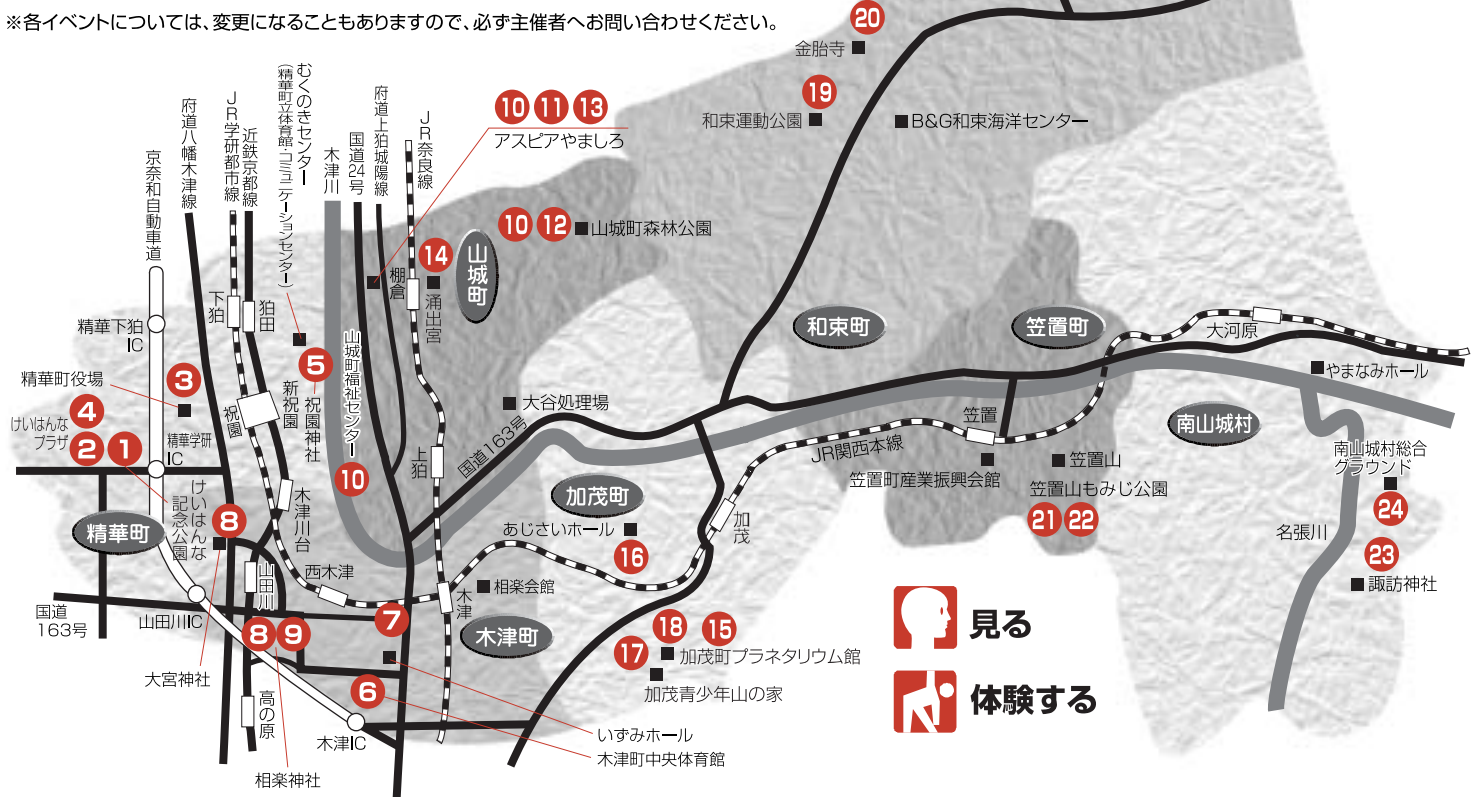 ※各イベントについては、変更になることもありますので、必ず主催者へお問い合わせください。
20
金胎寺
19
和束運動公園
B&G和束海洋センター
京奈和自動車道
府道八幡木津線
JR学研都市線
近鉄京都線
むくのきセンター
(精華町立体育館・コミュニケーションセンター)
木津川
国道24号
府道上狛城陽線
JR奈良線
10 11 13
アスピアやましろ
10 12
山城町森林公園
14
棚倉
涌出宮
山城町
和束町
笠置町
大河原
下狛
狛田
精華下狛
IC
精華町役場
3
4
けいはんな
プラザ
2 1
精華学研
IC
祝園
新祝園
5
祝園神社
山城町福祉センター
10
上狛
大谷処理場
国道163号
やまなみホール
南山城村
笠置
JR関西本線
笠置町産業振興会館
笠置山
笠置山もみじ公園
21 22
南山城村総合
グラウンド
24
名張川
23
諏訪神社
精華町
けいはんな
記念公園
8
木津川台
加茂町
あじさいホール
16
加茂
西木津
山田川
木津
相楽会館
国道
163号
山田川IC
8 9
7
木津町
18 15
17
加茂町プラネタリウム館
加茂青少年山の家
大宮神社
高の原
6
木津IC
いずみホール
木津町中央体育館
相楽神社
見る
体験する